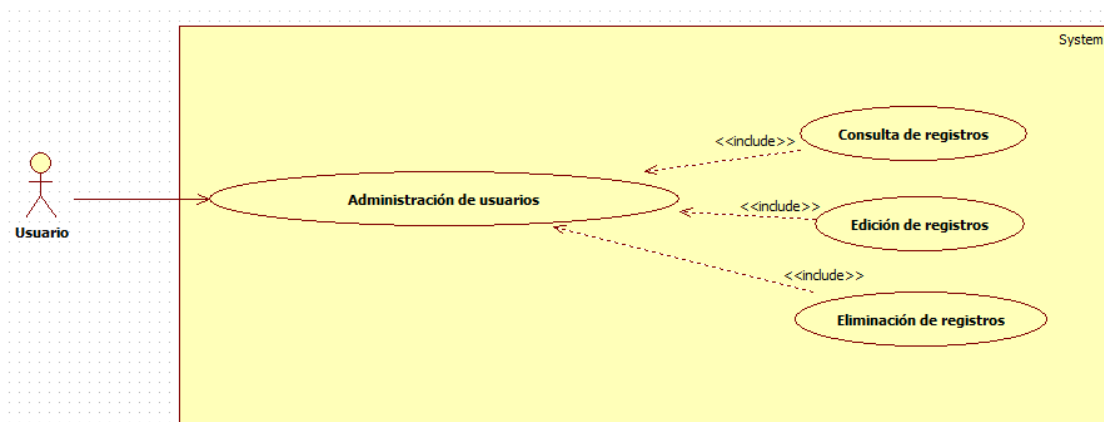 System
Consulta de registros
<<include>>
Administración de usuarios
<<include>>
Edición de registros
Usuario
<<include>>
Eliminación de registros